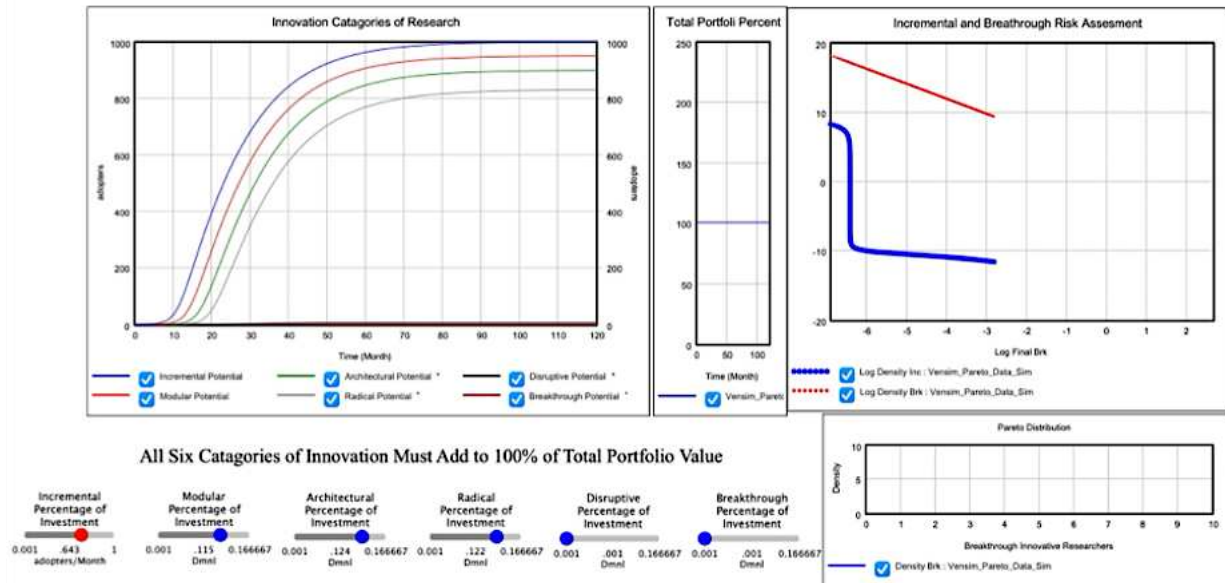 Innovation Catagories of Research
1000
800
600
400
200
0
adopters
1000
800
600
400
200
0
adopters
0 10 20 30 40 50 60 70 80 90 100 110 120
Time (Month)
Incremental Potential
Architectural Potential *
Disruptive Potential *
Modular Potential
Radical Potential *
Breakthrough Potential *
Total Portfoli Percent
250
200
150
100
50
0
0 50 100
Time (Month)
Vensim_Pareto
Incremental and Breathrough Risk Assesment
20
10
0
-10
-20
-6 -5 -4 -3 -2 -1 0 1 2
Log Final Brk
Log Density Inc : Vensim_Pareto_Data_Sim
Log Density Brk : Vensim_Pareto_Data_Sim
All Six Catagories of Innovation Must Add to 100% of Total Portfolio Value
Incremental
Percentage of
Investment
0.001 .643 1
adopters/Month
Modular
Percentage of
Investment
0.001 .115 0.166667
Dmnl
Architectural
Percentage of
Investment
0.001 .124 0.166667
Dmnl
Radical
Percentage of
Investment
0.001 .122 0.166667
Dmnl
Disruptive
Percentage of
Investment
0.001 .001 0.166667
Dmnl
Breakthrough
Percentage of
Investment
0.001 .001 0.166667
Dmnl
Pareto Distribution
10
5
0
Density
0 1 2 3 4 5 6 7 8 9 10
Breakthrough Innovative Researchers
Density Brk : Vensim_Pareto_Data_Sim